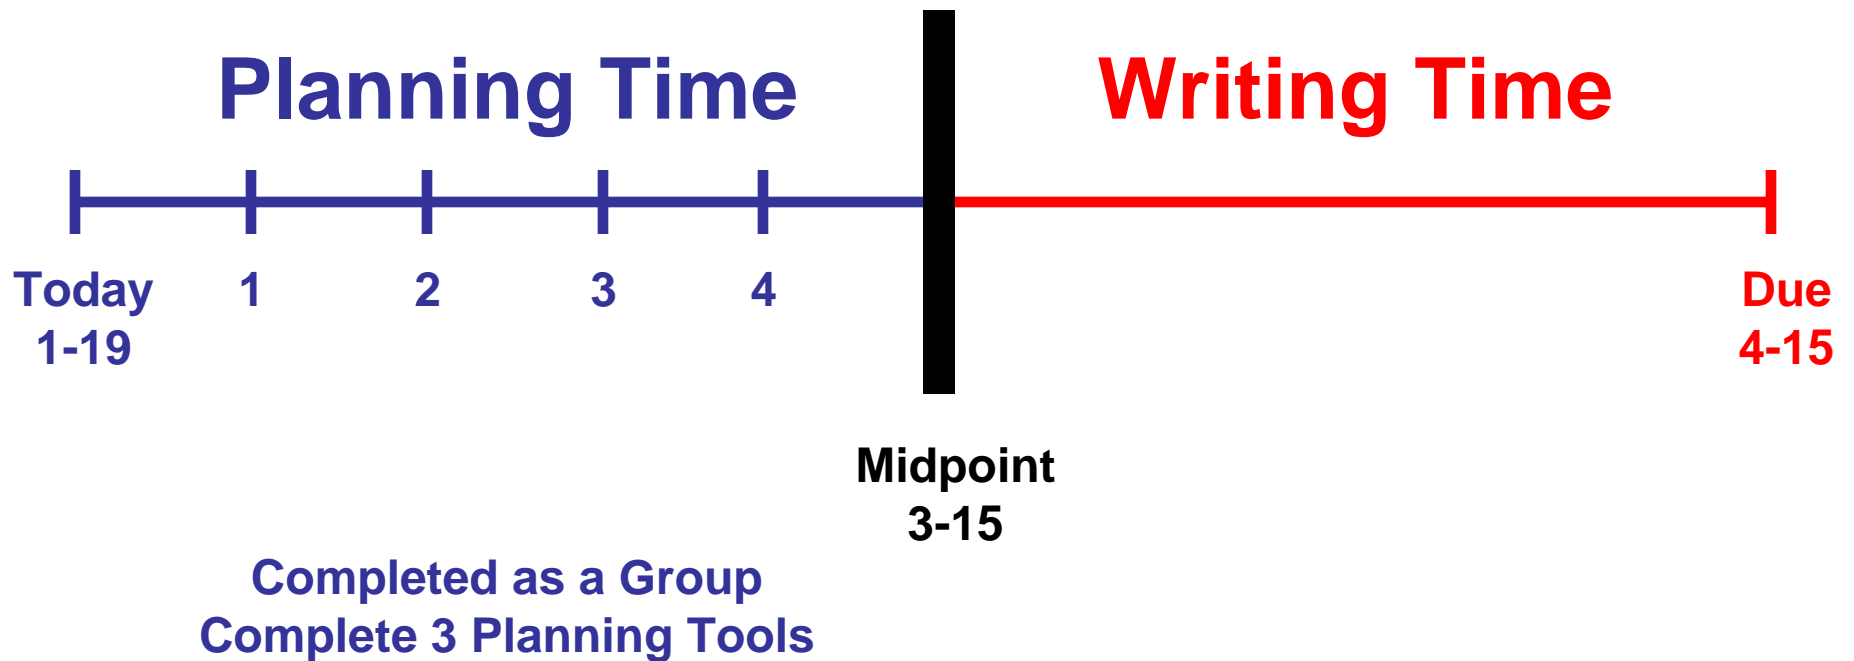 Planning Time Writing Time
Today 1 2 3 4 Due
1-19 4-15
Midpoint
3-15
Completed as a Group
Complete 3 Planning Tools